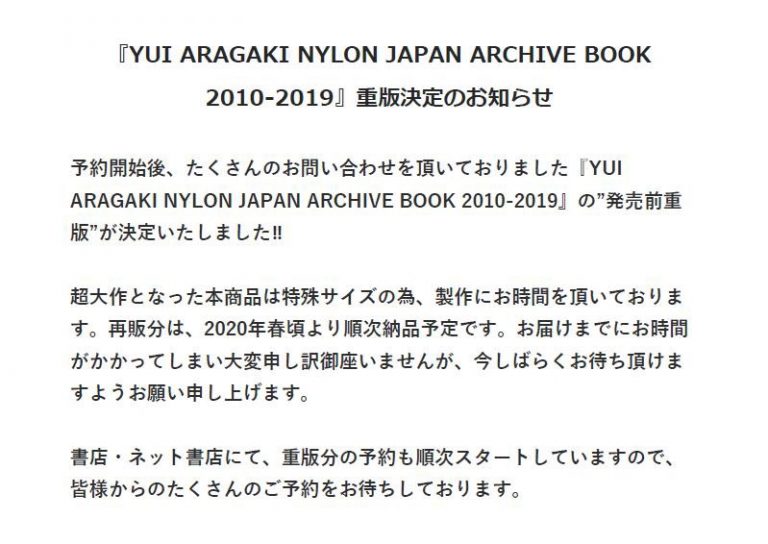 『YUI ARAGAKI NYLON JAPAN ARCHIVE BOOK
2010-2019』重版決定のお知らせ
予約開始後、たくさんのお問い合わせを頂いておりました『YUI
ARAGAKI NYLON JAPAN ARCHIVE BOOK 2010-2019』の”発売前重
版”が決定いたしました‼
超大作となった本商品は特殊サイズの為、製作にお時間を頂いておりま
す。再販分は、2020年春頃より順次納品予定です。お届けまでにお時間
がかかってしまい大変申し訳御座いませんが、今しばらくお待ち頂けま
すようお願い申し上げます。
書店・ネット書店にて、重版分の予約も順次スタートしていますので、
皆様からのたくさんのご予約をお待ちしております。